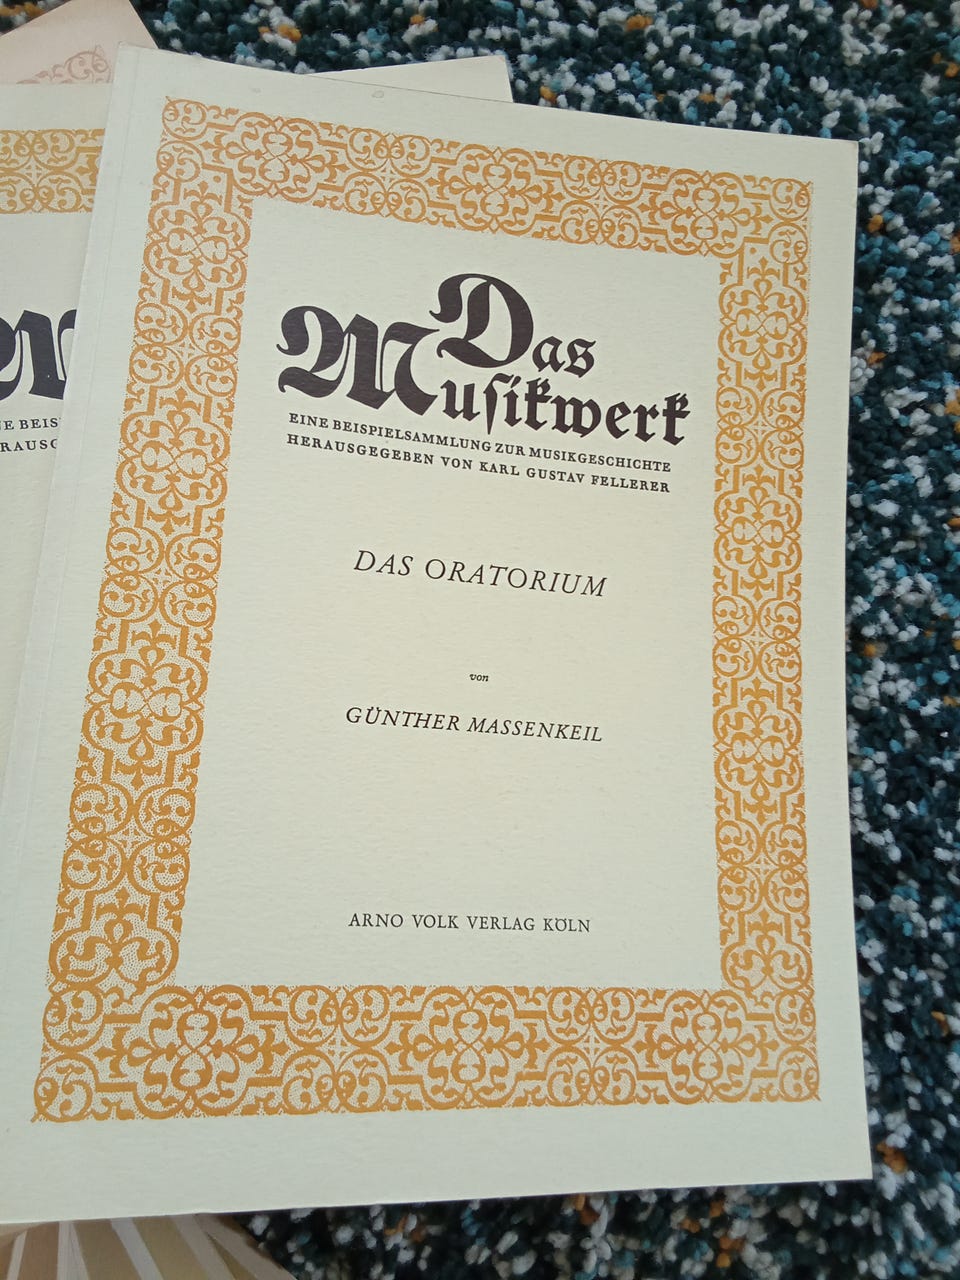 Das
Muſikwerk
EINE BEISPIELSAMMLUNG ZUR MUSIKGESCHICHTE
HERAUSGEGEBEN VON KARL GUSTAV FELLERER
DAS ORATORIUM
von
GÜNTHER MASSENKEIL
ARNO VOLK VERLAG KÖLN